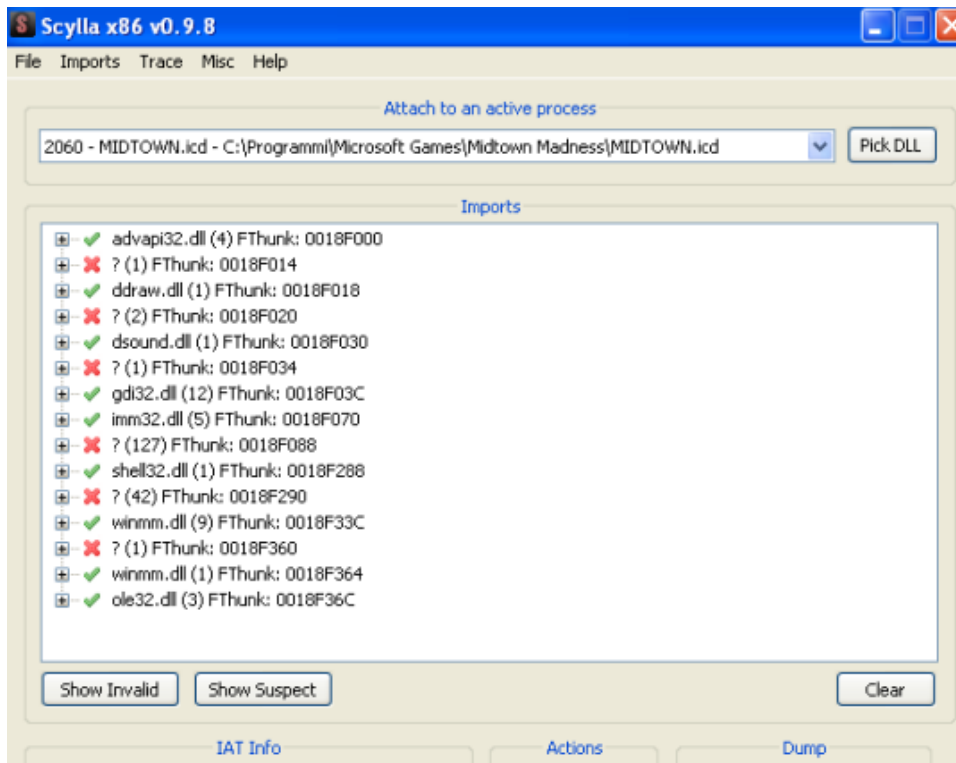 Scylla x86 v0.9.8
File Imports Trace Misc Help
Attach to an active process
2060 - MIDTOWN.icd - C:\Programmi\Microsoft Games\Midtown Madness\MIDTOWN.icd
Pick DLL
Imports
advapi32.dll (4) FThunk: 0018F000
? (1) FThunk: 0018F014
ddraw.dll (1) FThunk: 0018F018
? (2) FThunk: 0018F020
dsound.dll (1) FThunk: 0018F030
? (1) FThunk: 0018F034
gdi32.dll (12) FThunk: 0018F03C
imm32.dll (5) FThunk: 0018F070
? (127) FThunk: 0018F088
shell32.dll (1) FThunk: 0018F288
? (42) FThunk: 0018F290
winmm.dll (9) FThunk: 0018F33C
? (1) FThunk: 0018F360
winmm.dll (1) FThunk: 0018F364
ole32.dll (3) FThunk: 0018F36C
Show Invalid Show Suspect Clear
IAT Info Actions Dump